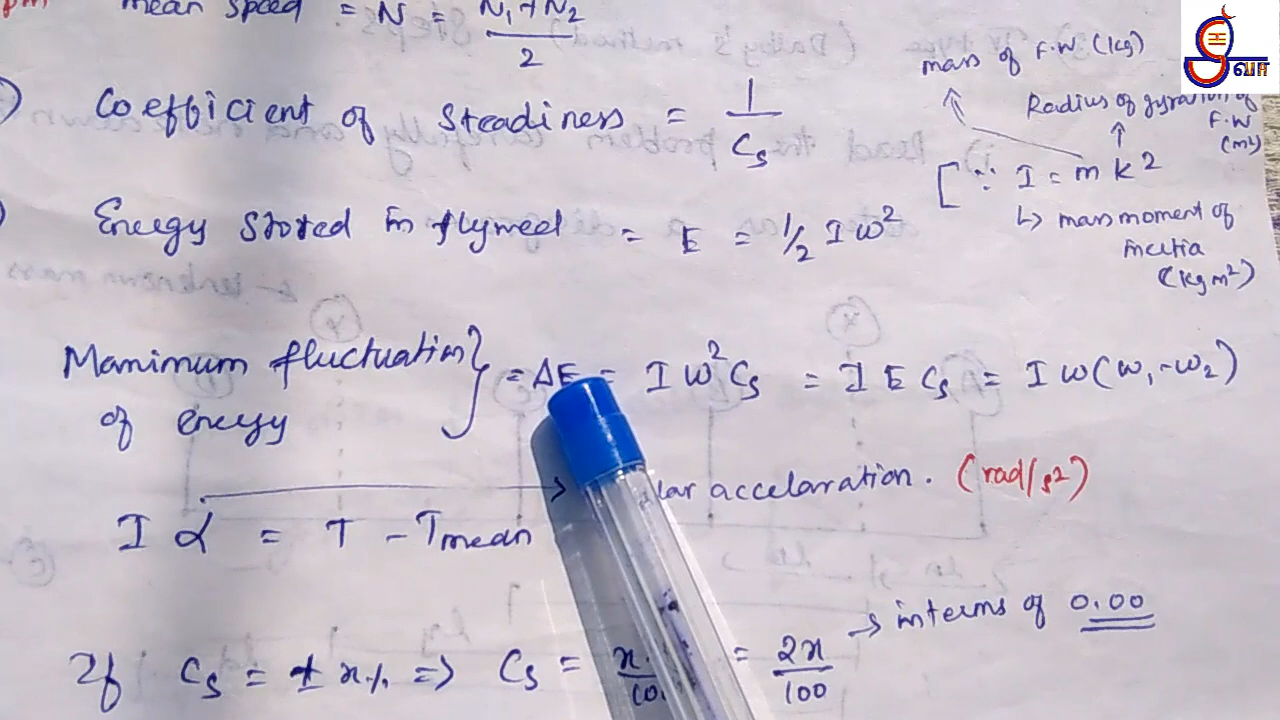 mean speed = N = N₁ + N₂ / 2
mass of F.W (kg)
Coefficient of Steadiness = 1 / Cs
Radius of gyration of F.W (m²)
[∵ I = m k²
↳ mass moment of inertia (kgm²)
Energy Stored in flywheel = E = 1/2 I ω²
Maximum fluctuation of energy } = ΔE = I ω² Cs = I E Cs = I ω (ω₁ - ω₂)
lar accelaration. (rad/s²)
I α = T - Tmean
If Cs = ± x% => Cs = = 2x / 100 → interms of 0.00
வா